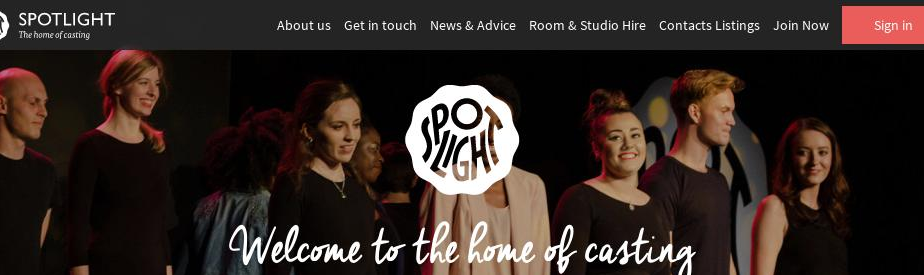 SPOTLIGHT
The home of casting
About us Get in touch News & Advice Room & Studio Hire Contacts Listings Join Now Sign in
SPOTLIGHT
Welcome to the home of casting